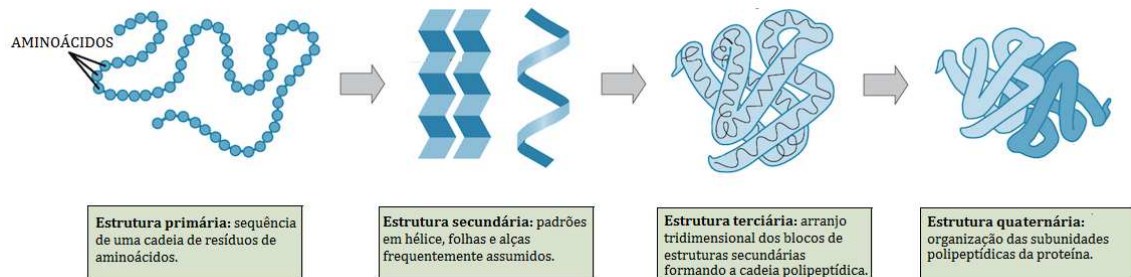 AMINOÁCIDOS
Estrutura primária: sequência
de uma cadeia de resíduos de
aminoácidos.
Estrutura secundária: padrões
em hélice, folhas e alças
frequentemente assumidos.
Estrutura terciária: arranjo
tridimensional dos blocos de
estruturas secundárias
formando a cadeia polipeptídica.
Estrutura quaternária:
organização das subunidades
polipeptídicas da proteína.